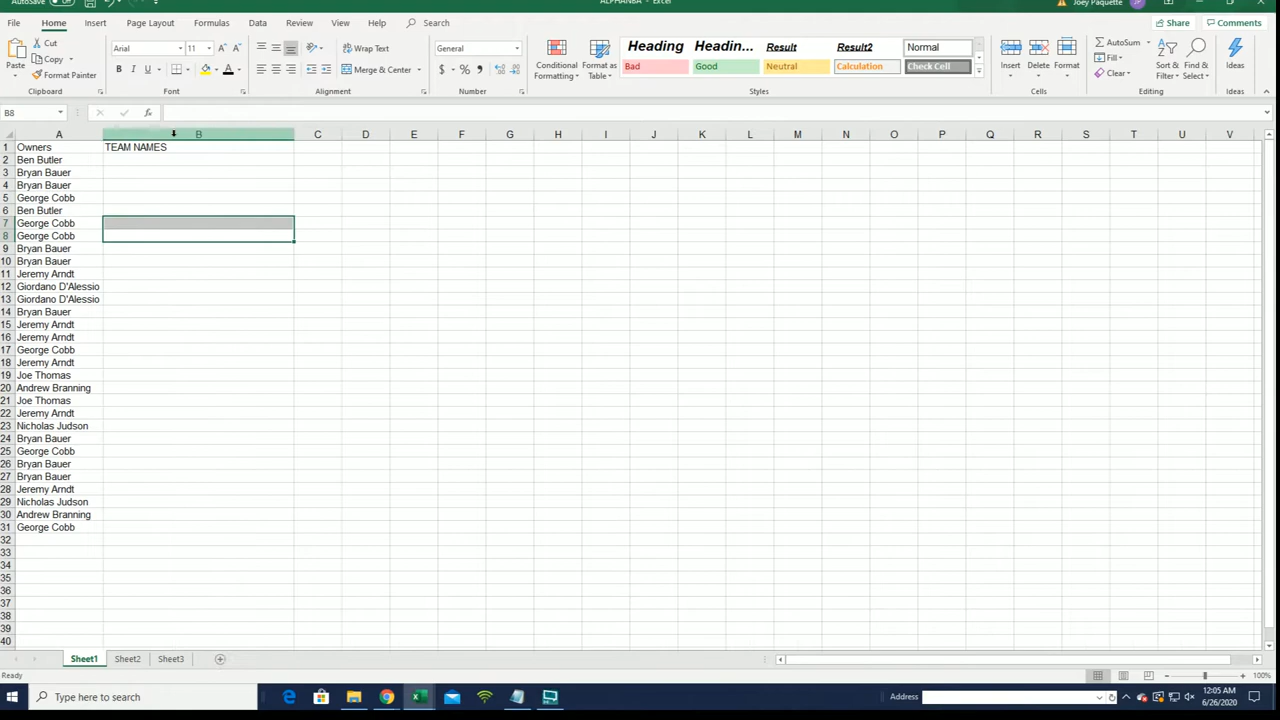 AutoSave Off ALPHANBA - Excel Joey Paquette JP
File Home Insert Page Layout Formulas Data Review View Help Search Share Comments
Cut Arial 11 A A Wrap Text General Heading Headin... Result Result2 Normal AutoSum
Copy Fill
Paste Format Painter B I U A Merge & Center $ % , Conditional Formatting Format as Table Bad Good Neutral Calculation Check Cell Insert Delete Format Clear Sort & Filter Find & Select Ideas
Clipboard Font Alignment Number Styles Cells Editing Ideas
B8 fx
A B C D E F G H I J K L M N O P Q R S T U V
1 Owners TEAM NAMES
2 Ben Butler
3 Bryan Bauer
4 Bryan Bauer
5 George Cobb
6 Ben Butler
7 George Cobb
8 George Cobb
9 Bryan Bauer
10 Bryan Bauer
11 Jeremy Arndt
12 Giordano D'Alessio
13 Giordano D'Alessio
14 Bryan Bauer
15 Jeremy Arndt
16 Jeremy Arndt
17 George Cobb
18 Jeremy Arndt
19 Joe Thomas
20 Andrew Branning
21 Joe Thomas
22 Jeremy Arndt
23 Nicholas Judson
24 Bryan Bauer
25 George Cobb
26 Bryan Bauer
27 Bryan Bauer
28 Jeremy Arndt
29 Nicholas Judson
30 Andrew Branning
31 George Cobb
32
33
34
35
36
37
38
39
40
Sheet1 Sheet2 Sheet3
Ready 100%
Type here to search Address 12:05 AM
6/26/2020